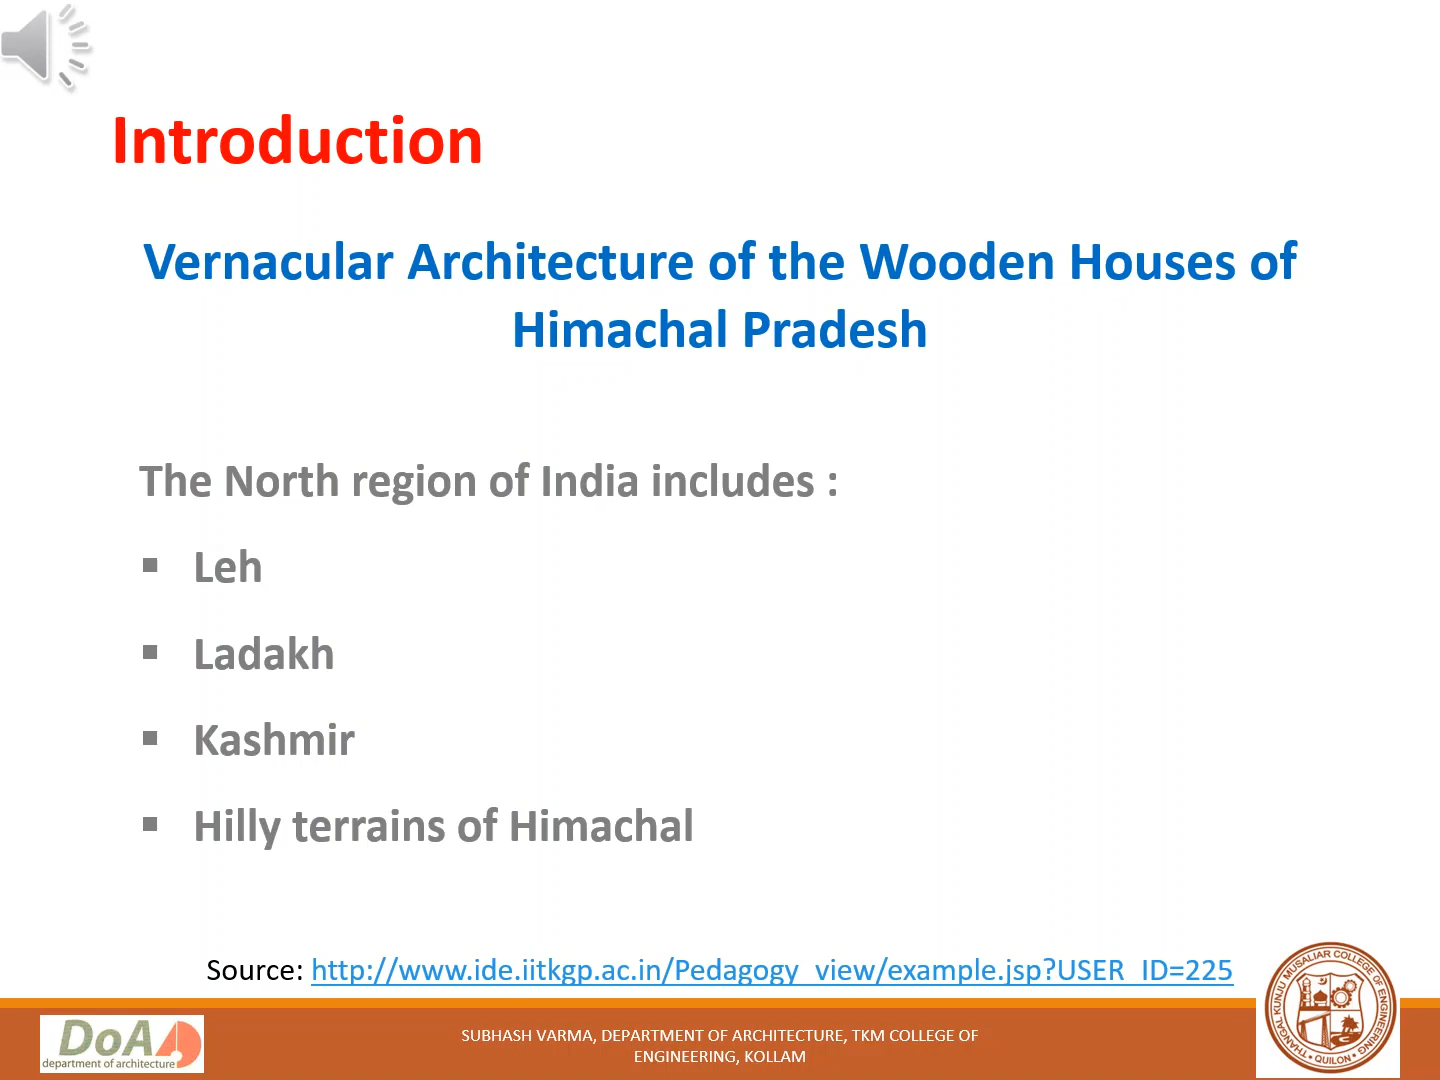 Introduction
Vernacular Architecture of the Wooden Houses of
Himachal Pradesh
The North region of India includes :
▪ Leh
▪ Ladakh
▪ Kashmir
▪ Hilly terrains of Himachal
Source: http://www.ide.iitkgp.ac.in/Pedagogy_view/example.jsp?USER_ID=225
DoA
department of architecture
SUBHASH VARMA, DEPARTMENT OF ARCHITECTURE, TKM COLLEGE OF
ENGINEERING, KOLLAM
THANGAL KUNJU MUSALIAR COLLEGE OF ENGINEERING
• QUILON •